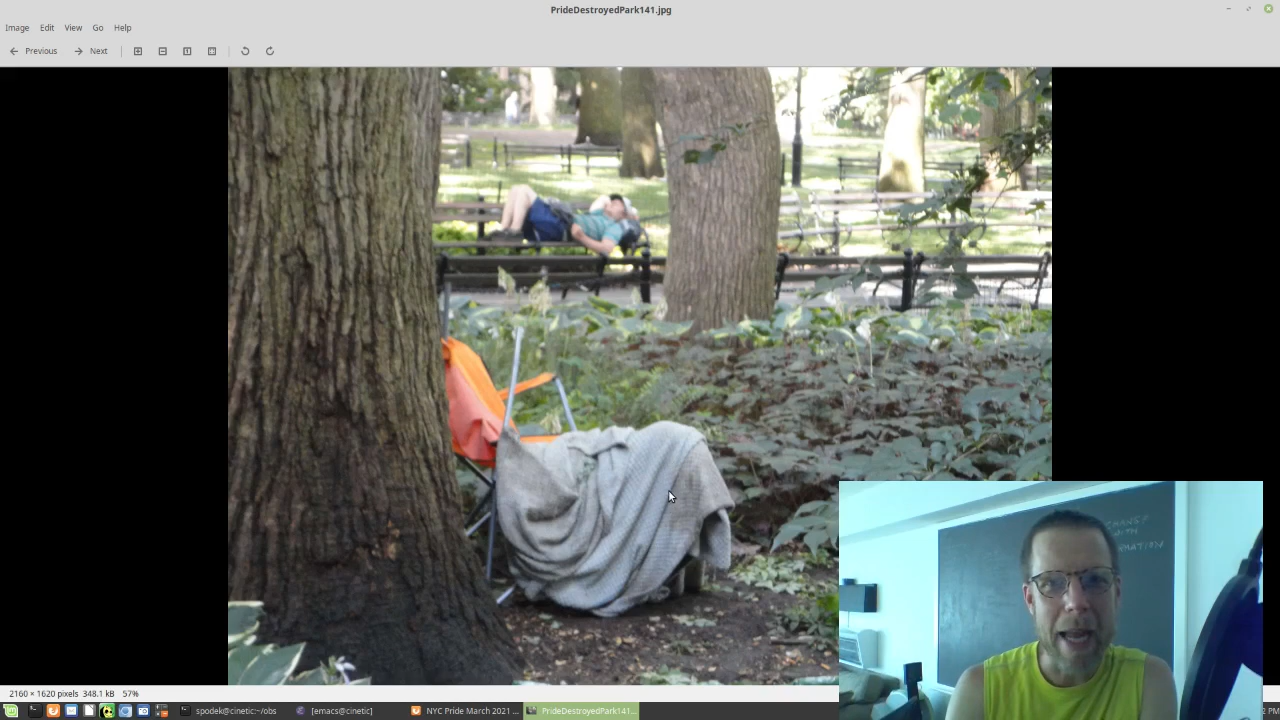 PrideDestroyedPark141.jpg
Image Edit View Go Help
Previous Next
2160 × 1620 pixels 348.1 kB 57%
spodek@cinetic:~/obs
[emacs@cinetic]
NYC Pride March 2021 ...
PrideDestroyedPark141...
PM